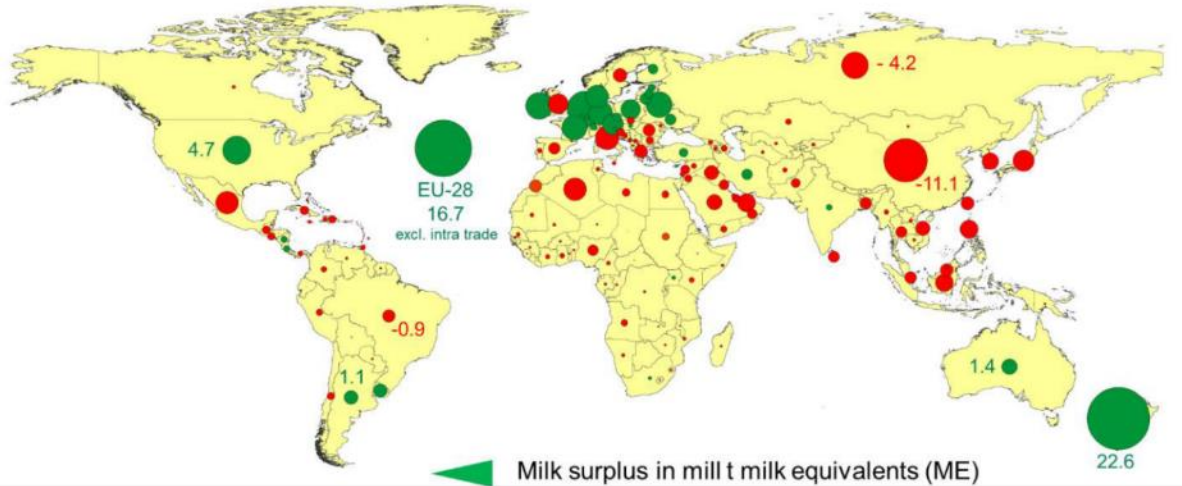 - 4.2
4.7
EU-28
16.7
excl. intra trade
-11.1
-0.9
1.1
1.4
22.6
Milk surplus in mill t milk equivalents (ME)